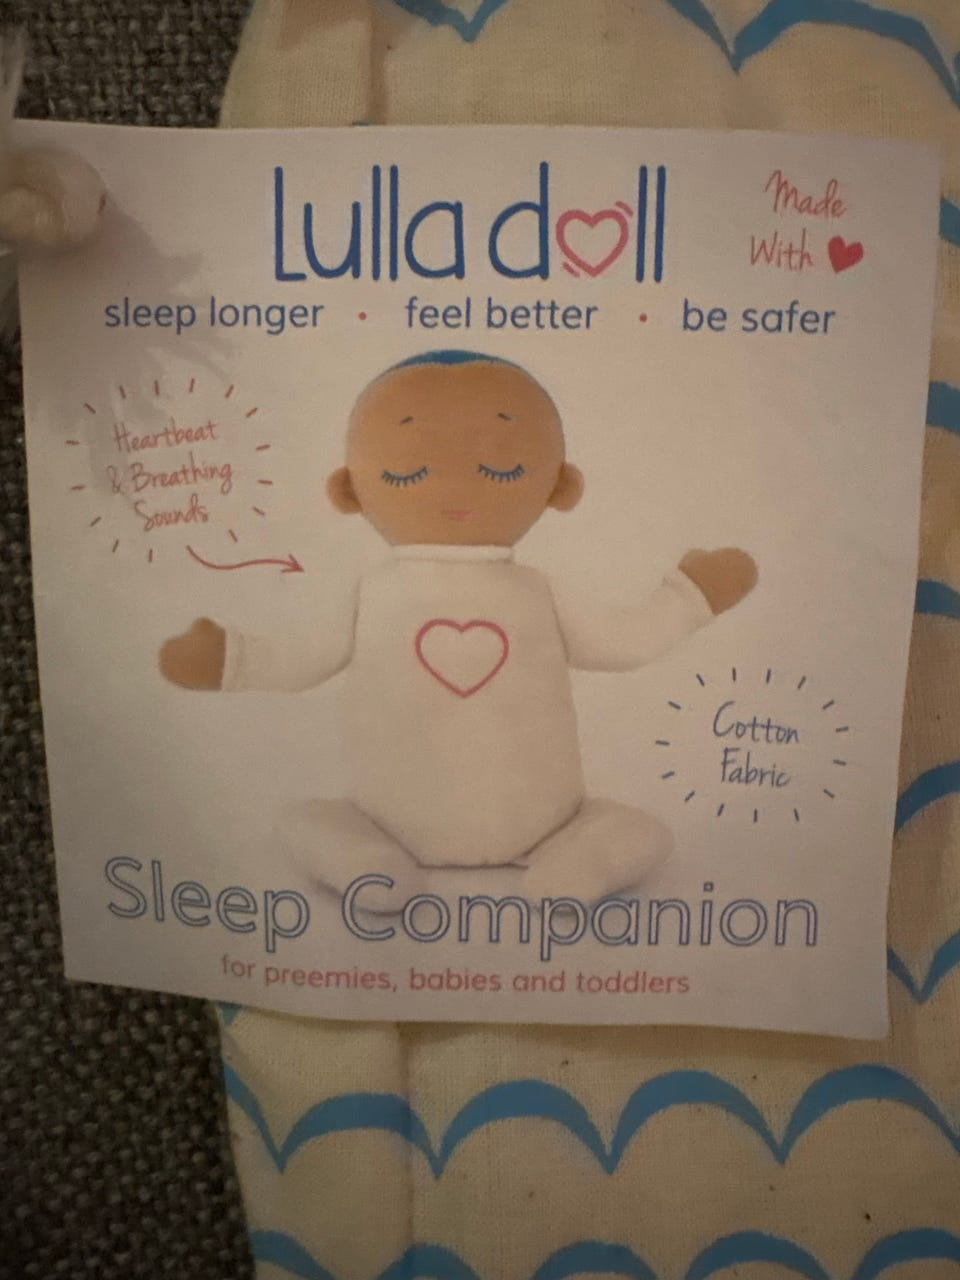 Lulla doll
Made
With
sleep longer • feel better • be safer
Heartbeat
& Breathing
Sounds
Cotton
Fabric
Sleep Companion
for preemies, babies and toddlers